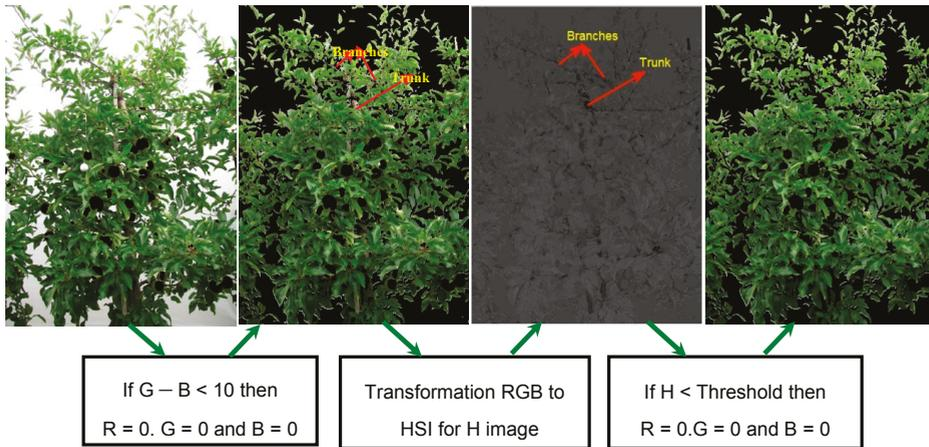 Branches
Trunk
Branches
Trunk
If G – B < 10 then
R = 0. G = 0 and B = 0
Transformation RGB to
HSI for H image
If H < Threshold then
R = 0.G = 0 and B = 0